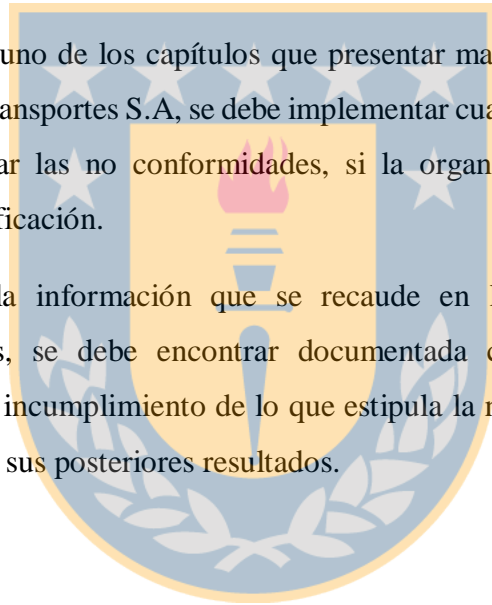 uno de los capítulos que presentar ma
ansportes S.A, se debe implementar cua
ar las no conformidades, si la organ
ficación.
la información que se recaude en
s, se debe encontrar documentada
incumplimiento de lo que estipula la
sus posteriores resultados.